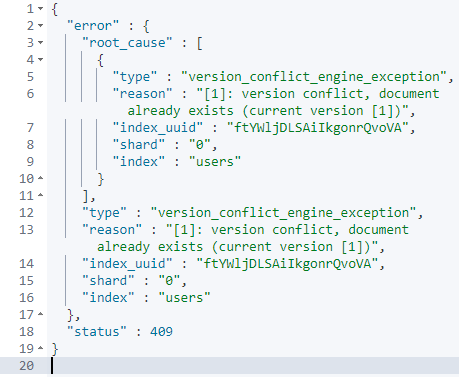 1 {
2 "error" : {
3 "root_cause" : [
4 {
5 "type" : "version_conflict_engine_exception",
6 "reason" : "[1]: version conflict, document
already exists (current version [1])",
7 "index_uuid" : "ftYWljDLSAiIkgonrQvoVA",
8 "shard" : "0",
9 "index" : "users"
10 }
11 ],
12 "type" : "version_conflict_engine_exception",
13 "reason" : "[1]: version conflict, document
already exists (current version [1])",
14 "index_uuid" : "ftYWljDLSAiIkgonrQvoVA",
15 "shard" : "0",
16 "index" : "users"
17 },
18 "status" : 409
19 }
20